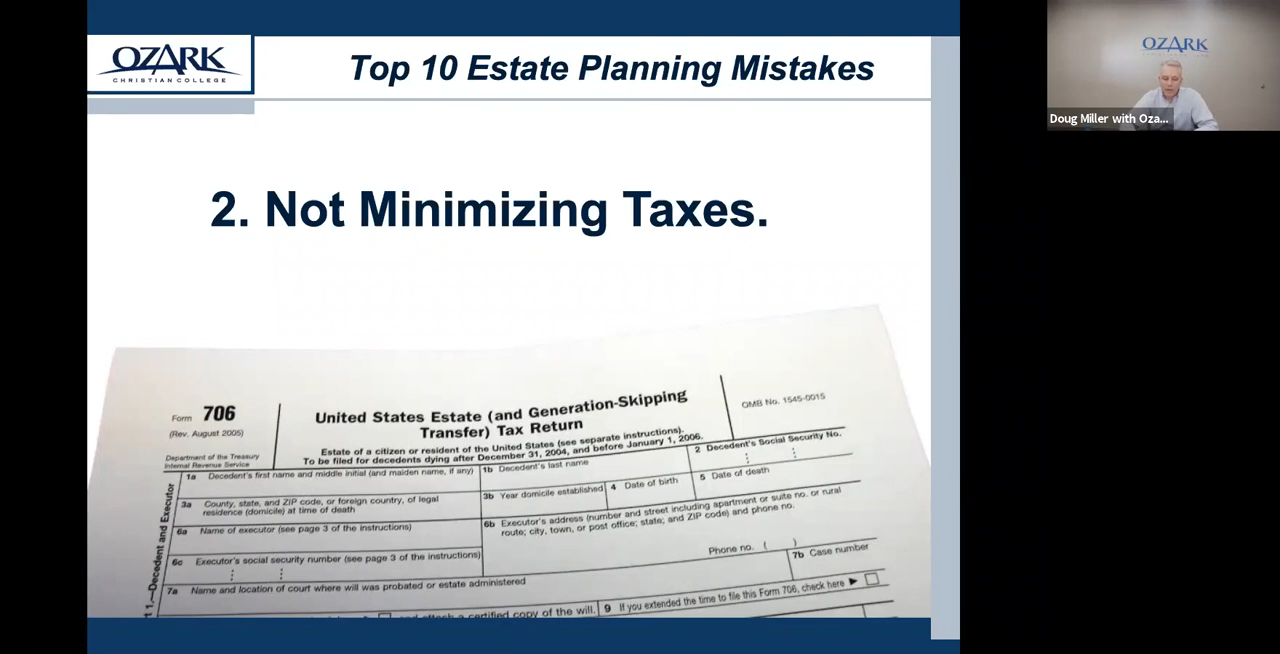 OZARK
CHRISTIAN COLLEGE
Top 10 Estate Planning Mistakes
OZARK
Doug Miller with Oza...
2. Not Minimizing Taxes.
Form 706
(Rev. August 2005)
Department of the Treasury
Internal Revenue Service
United States Estate (and Generation-Skipping
Transfer) Tax Return
Estate of a citizen or resident of the United States (see separate instructions).
To be filed for decedents dying after December 31, 2004, and before January 1, 2006.
OMB No. 1545-0015
1a Decedent's first name and middle initial (and maiden name, if any)
1b Decedent's last name
2 Decedent's Social Security No.
3a County, state, and ZIP code, or foreign country, of legal
residence (domicile) at time of death
3b Year domicile established
4 Date of birth
5 Date of death
6a Name of executor (see page 3 of the instructions)
6b Executor's address (number and street including apartment or suite no. or rural
route; city, town, or post office; state; and ZIP code) and phone no.
6c Executor's social security number (see page 3 of the instructions)
Phone no. ( )
7a Name and location of court where will was probated or estate administered
7b Case number
and attach a certified copy of the will.
9 If you extended the time to file this Form 706, check here ►
1.—Decedent and Executor